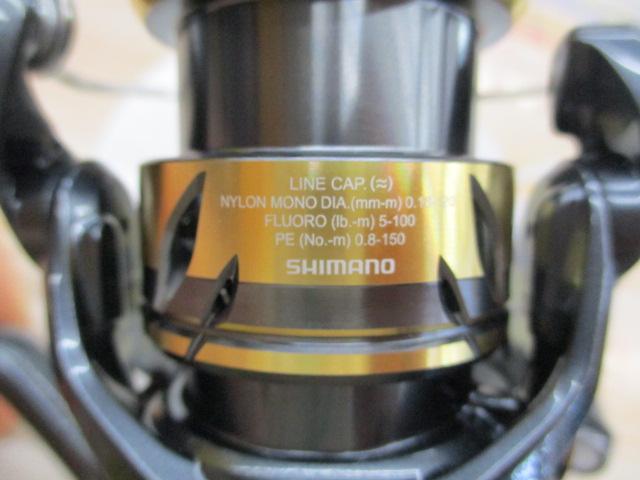 LINE CAP.(≈)
NYLON MONO DIA.(mm-m)
FLUORO (lb.-m) 5-100
PE (No.-m) 0.8-150
SHIMANO